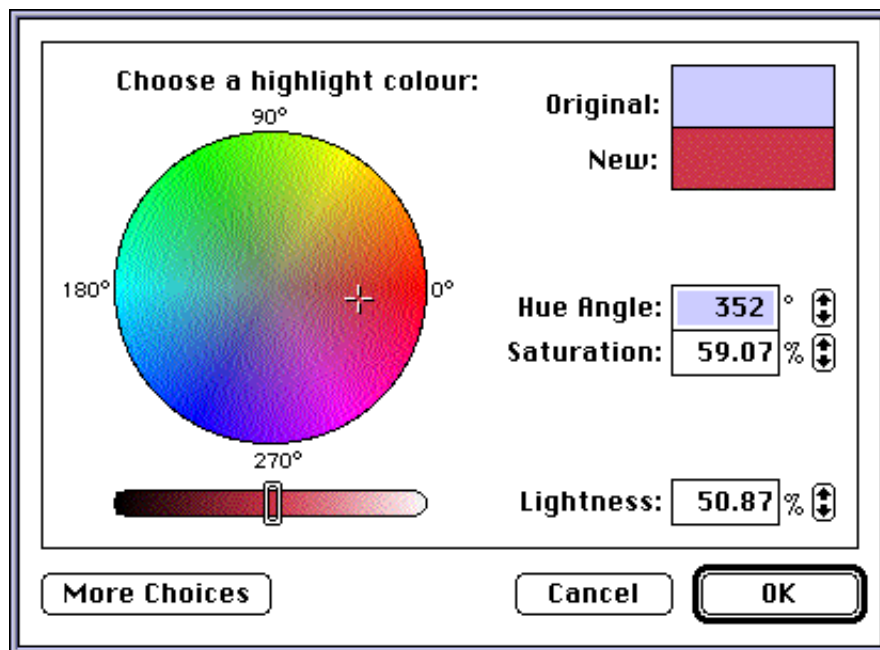 Choose a highlight colour:
90°
180°
0°
270°
Original:
New:
Hue Angle: 352 °
Saturation: 59.07 %
Lightness: 50.87 %
More Choices
Cancel
OK